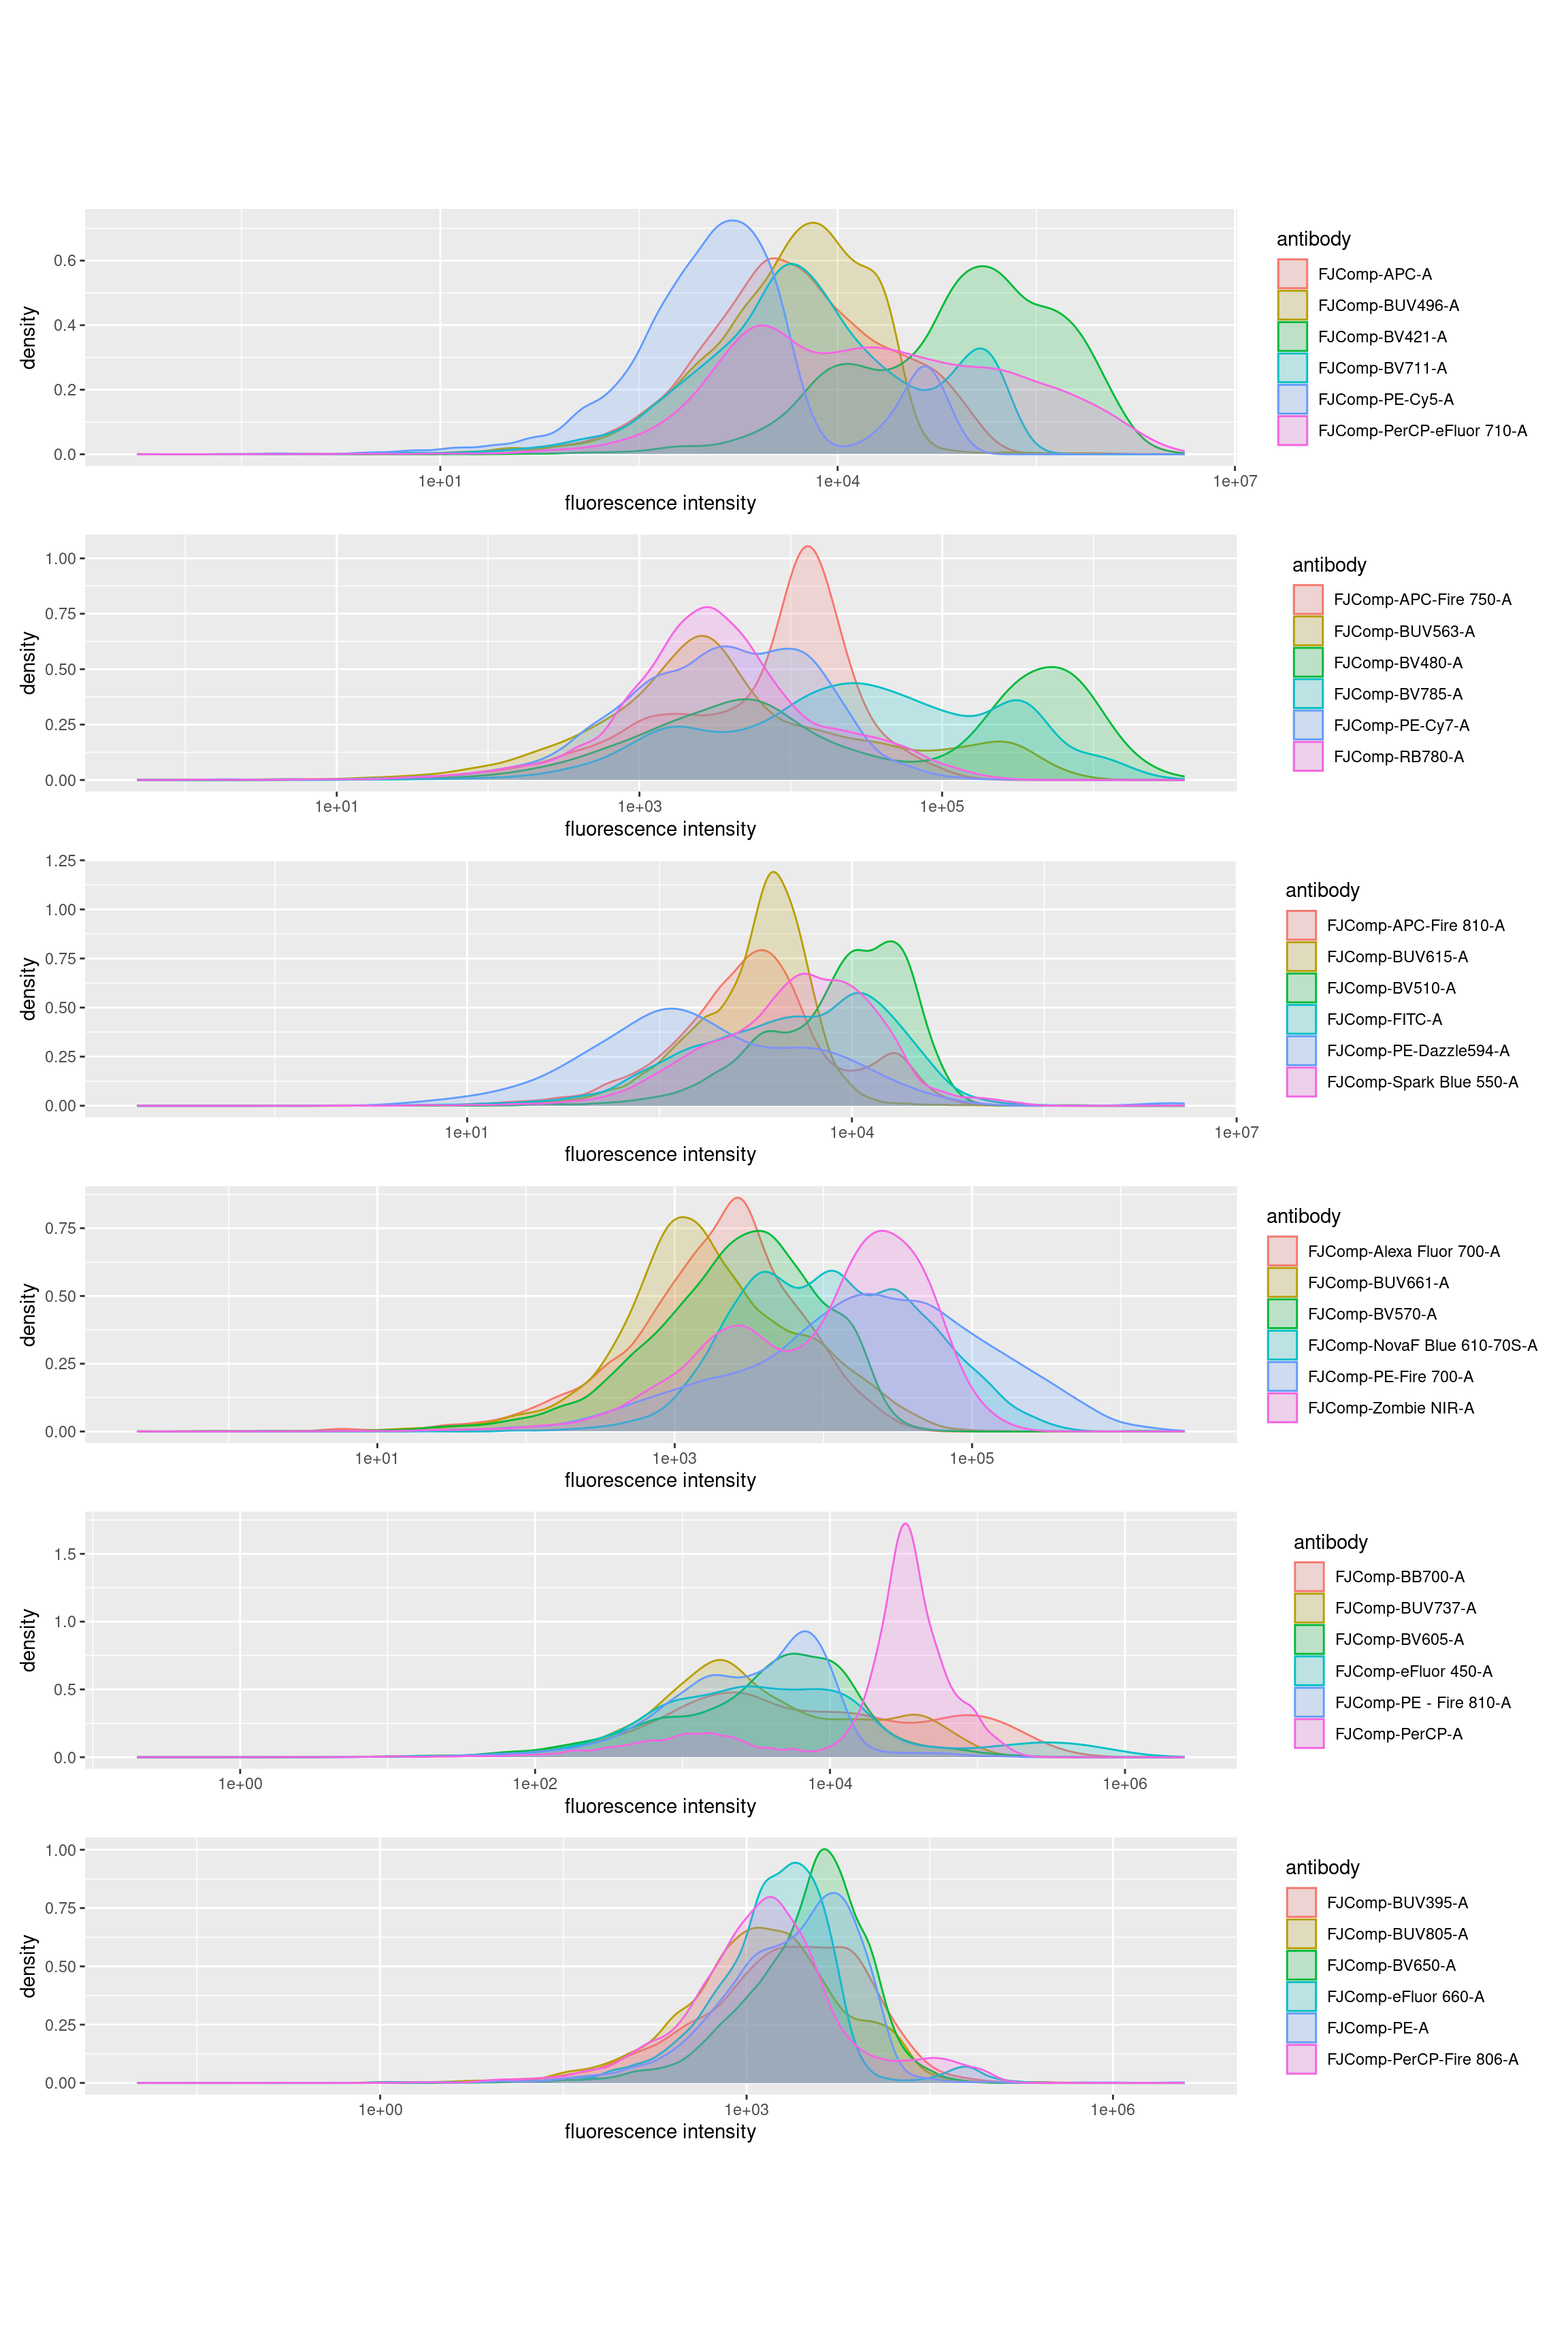 antibody
FJComp-APC-A
FJComp-BUV496-A
FJComp-BV421-A
FJComp-BV711-A
FJComp-PE-Cy5-A
FJComp-PerCP-eFluor 710-A
density
0.6
0.4
0.2
0.0
1e+01 1e+04 1e+07
fluorescence intensity
antibody
FJComp-APC-Fire 750-A
FJComp-BUV563-A
FJComp-BV480-A
FJComp-BV785-A
FJComp-PE-Cy7-A
FJComp-RB780-A
density
1.00
0.75
0.50
0.25
0.00
1e+01 1e+03 1e+05
fluorescence intensity
antibody
FJComp-APC-Fire 810-A
FJComp-BUV615-A
FJComp-BV510-A
FJComp-FITC-A
FJComp-PE-Dazzle594-A
FJComp-Spark Blue 550-A
density
1.25
1.00
0.75
0.50
0.25
0.00
1e+01 1e+04 1e+07
fluorescence intensity
antibody
FJComp-Alexa Fluor 700-A
FJComp-BUV661-A
FJComp-BV570-A
FJComp-NovaF Blue 610-70S-A
FJComp-PE-Fire 700-A
FJComp-Zombie NIR-A
density
0.75
0.50
0.25
0.00
1e+01 1e+03 1e+05
fluorescence intensity
antibody
FJComp-BB700-A
FJComp-BUV737-A
FJComp-BV605-A
FJComp-eFluor 450-A
FJComp-PE - Fire 810-A
FJComp-PerCP-A
density
1.5
1.0
0.5
0.0
1e+00 1e+02 1e+04 1e+06
fluorescence intensity
antibody
FJComp-BUV395-A
FJComp-BUV805-A
FJComp-BV650-A
FJComp-eFluor 660-A
FJComp-PE-A
FJComp-PerCP-Fire 806-A
density
1.00
0.75
0.50
0.25
0.00
1e+00 1e+03 1e+06
fluorescence intensity